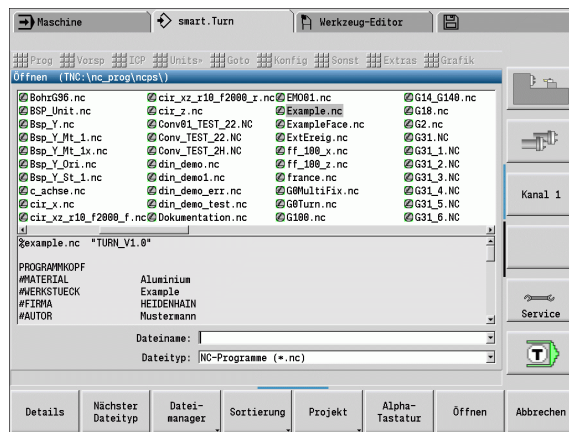 Maschine
smart.Turn
Werkzeug-Editor
Prog Vorsp ICP Units» Goto Konfig Sonst Extras Grafik
Öffnen (TNC:\nc_prog\ncps\)
BohrG96.nc cir_xz_r10_f2000_r.nc EMO01.nc G14_G140.nc
BSP_Unit.nc cir_z.nc Example.nc G18.nc
Bsp_Y.nc Conv01_TEST_22.NC ExampleFace.nc G2.nc
Bsp_Y_Mt_1.nc Conv_TEST_22.NC ExtEreig.nc G31.NC
Bsp_Y_Mt_1x.nc Conv_TEST_2H.NC ff_100_x.nc G31_1.NC
Bsp_Y_Ori.nc din_demo.nc ff_100_z.nc G31_2.NC
Bsp_Y_St_1.nc din_demo1.nc france.nc G31_3.NC
c_achse.nc din_demo_err.nc G0MultiFix.nc G31_4.NC
cir_x.nc din_demo_test.nc G0Turn.nc G31_5.NC
cir_xz_r10_f2000_f.nc Dokumentation.nc G100.nc G31_6.NC
%example.nc "TURN_V1.0"
PROGRAMMKOPF
#MATERIAL Aluminium
#WERKSTUECK Example
#FIRMA HEIDENHAIN
#AUTOR Mustermann
Dateiname:
Dateityp: NC-Programme (*.nc)
Kanal 1
Service
T
Details
Nächster
Dateityp
Datei-
manager
Sortierung
Projekt
Alpha-
Tastatur
Öffnen
Abbrechen